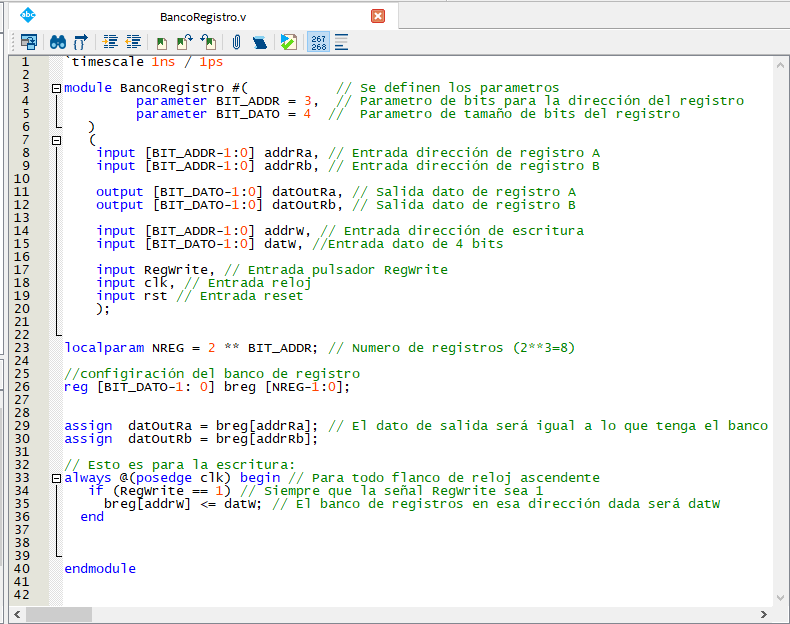 abc
BancoRegistro.v
267
268
1 `timescale 1ns / 1ps
2
3 module BancoRegistro #( // Se definen los parametros
4 parameter BIT_ADDR = 3, // Parametro de bits para la dirección del registro
5 parameter BIT_DATO = 4 // Parametro de tamaño de bits del registro
6 )
7 (
8 input [BIT_ADDR-1:0] addrRa, // Entrada dirección de registro A
9 input [BIT_ADDR-1:0] addrRb, // Entrada dirección de registro B
10
11 output [BIT_DATO-1:0] datOutRa, // Salida dato de registro A
12 output [BIT_DATO-1:0] datOutRb, // Salida dato de registro B
13
14 input [BIT_ADDR-1:0] addrW, // Entrada dirección de escritura
15 input [BIT_DATO-1:0] datW, //Entrada dato de 4 bits
16
17 input RegWrite, // Entrada pulsador RegWrite
18 input clk, // Entrada reloj
19 input rst // Entrada reset
20 );
21
22
23 localparam NREG = 2 ** BIT_ADDR; // Numero de registros (2**3=8)
24
25 //configiración del banco de registro
26 reg [BIT_DATO-1: 0] breg [NREG-1:0];
27
28
29 assign datOutRa = breg[addrRa]; // El dato de salida será igual a lo que tenga el banco
30 assign datOutRb = breg[addrRb];
31
32 // Esto es para la escritura:
33 always @(posedge clk) begin // Para todo flanco de reloj ascendente
34 if (RegWrite == 1) // Siempre que la señal RegWrite sea 1
35 breg[addrW] <= datW; // El banco de registros en esa dirección dada será datW
36 end
37
38
39
40 endmodule
41
42